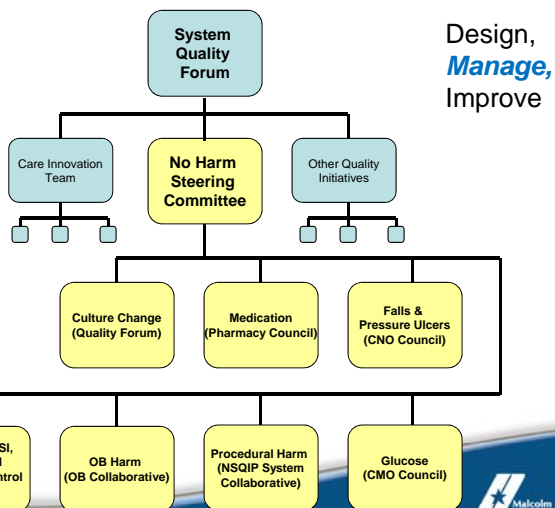 System
Quality
Forum
Design,
Manage,
Improve
Care Innovation
Team
No Harm
Steering
Committee
Other Quality
Initiatives
Culture Change
(Quality Forum)
Medication
(Pharmacy Council)
Falls &
Pressure Ulcers
(CNO Council)
SI,
OB Harm
(OB Collaborative)
Procedural Harm
(NSQIP System
Collaborative)
Glucose
(CMO Council)
Malcolm